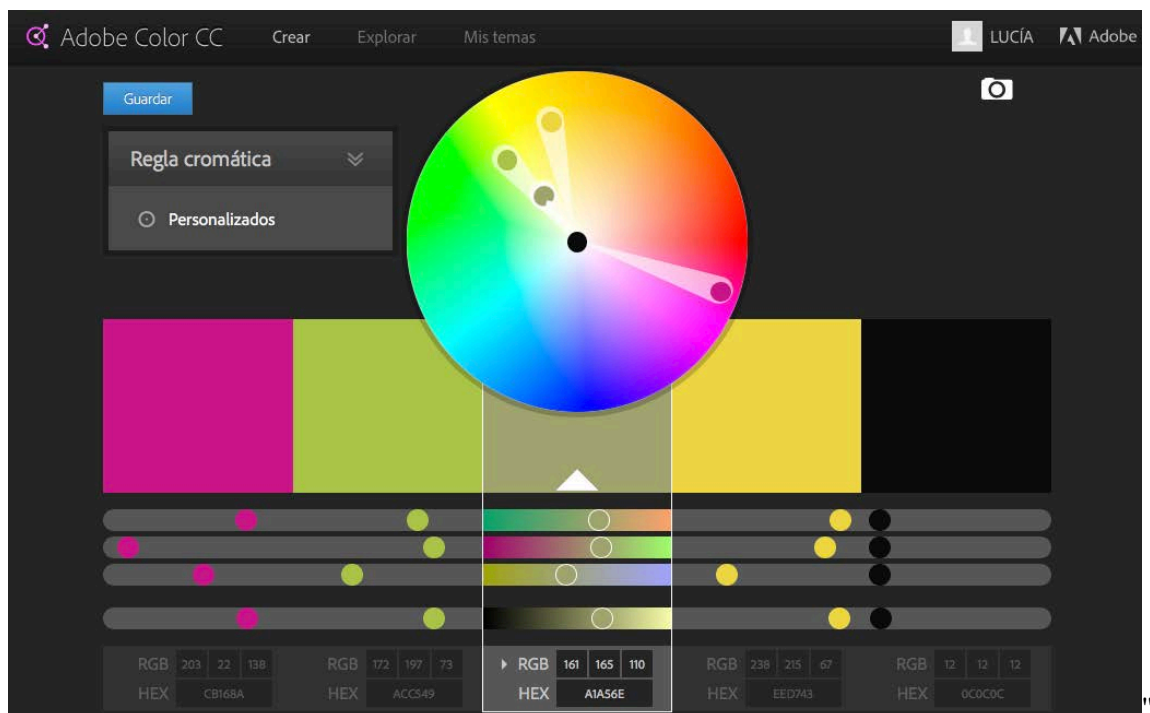 Adobe Color CC Crear Explorar Mis temas LUCÍA Adobe
Guardar
Regla cromática
Personalizados
RGB 203 22 138 RGB 172 197 73 RGB 161 165 110 RGB 238 215 67 RGB 12 12 12
HEX CB168A HEX ACC549 HEX A1A56E HEX EED743 HEX 0C0C0C
"